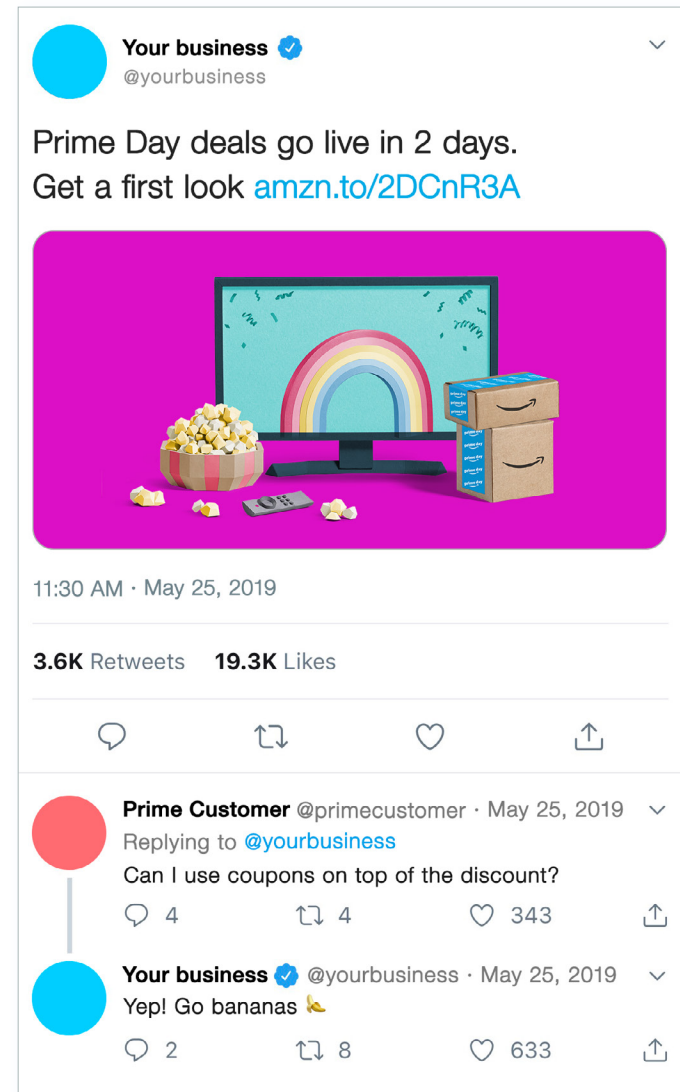 Your business
@yourbusiness
Prime Day deals go live in 2 days.
Get a first look amzn.to/2DCnR3A
11:30 AM · May 25, 2019
3.6K Retweets 19.3K Likes
Prime Customer @primecustomer · May 25, 2019
Replying to @yourbusiness
Can I use coupons on top of the discount?
4 4 343
Your business @yourbusiness · May 25, 2019
Yep! Go bananas 🍌
2 8 633